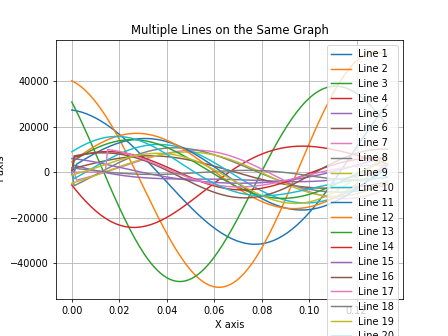 Multiple Lines on the Same Graph
40000
20000
0
−20000
−40000
0.00 0.02 0.04 0.06 0.08 0.10
X axis
Line 1
Line 2
Line 3
Line 4
Line 5
Line 6
Line 7
Line 8
Line 9
Line 10
Line 11
Line 12
Line 13
Line 14
Line 15
Line 16
Line 17
Line 18
Line 19
Line 20